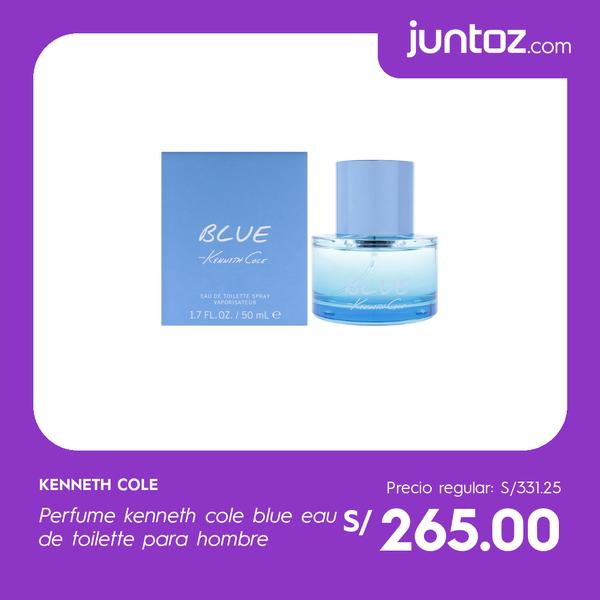 juntoz.com
BLUE
-Kenneth Cole
EAU DE TOILETTE SPRAY
VAPORISATEUR
1.7 FL.OZ. / 50 mL ℮
BLUE
-Kenneth Cole
KENNETH COLE
Perfume kenneth cole blue eau
de toilette para hombre
Precio regular: S/331.25
S/ 265.00